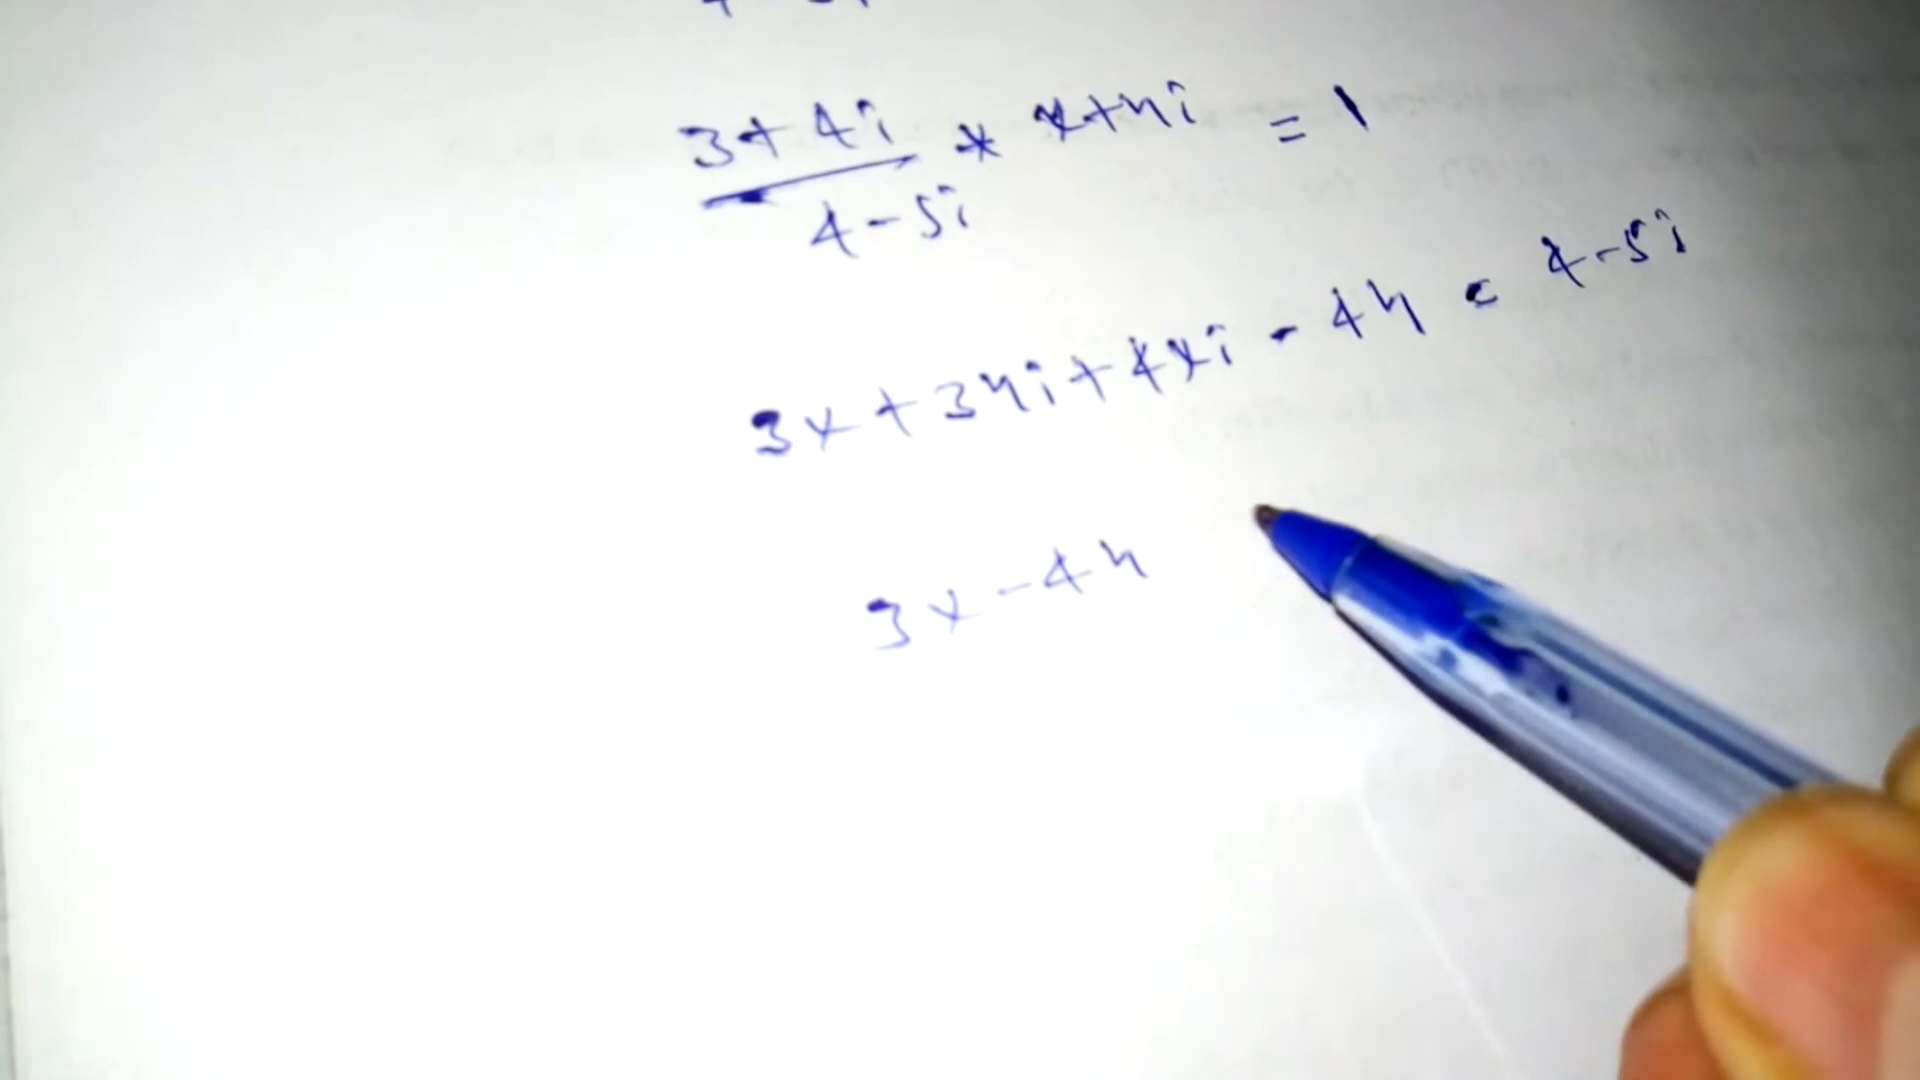 3+4i / 4-5i * x+yi = 1
3x+3yi+4xi-4y = 4-5i
3x-4y